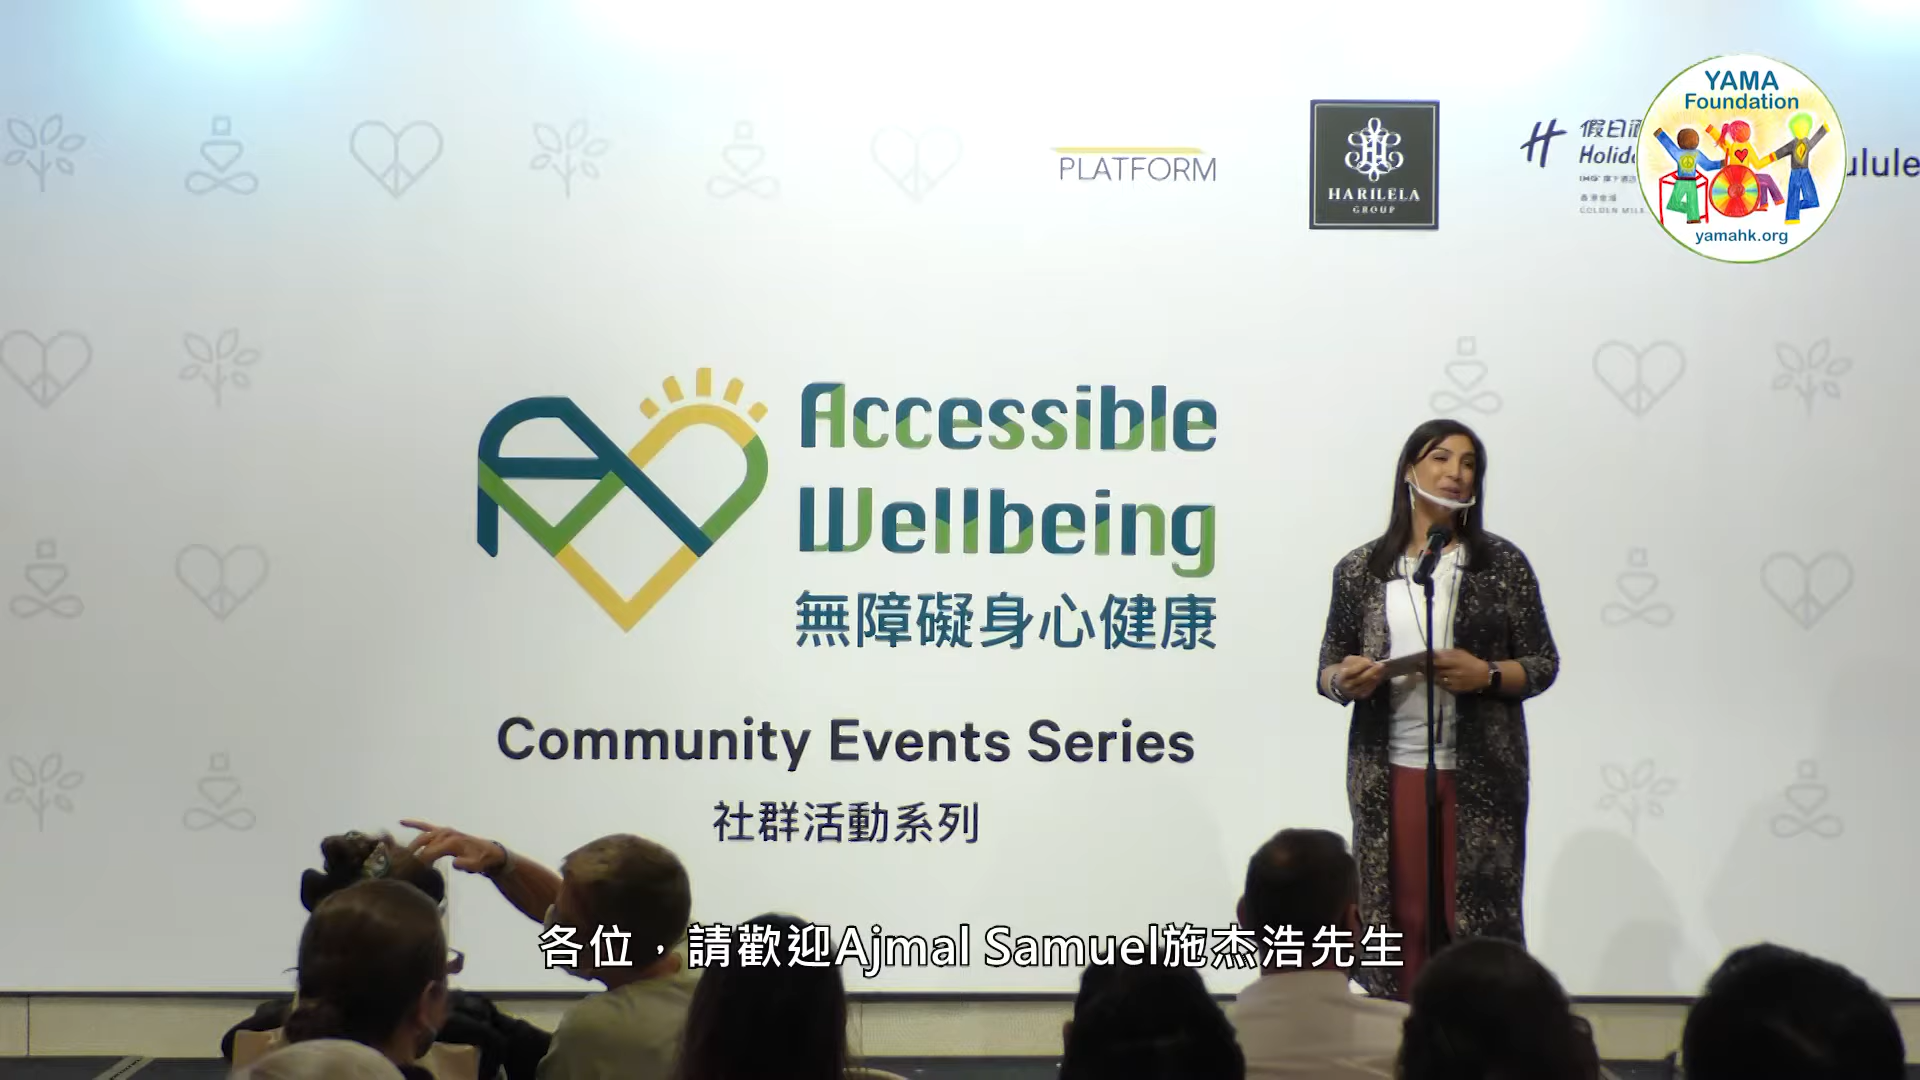 YAMA
Foundation
yamahk.org
PLATFORM
HARILELA
GROUP
假日
GOLDEN MILE
Accessible
Wellbeing
無障礙身心健康
Community Events Series
社群活動系列
各位，請歡迎Ajmal Samuel施杰浩先生